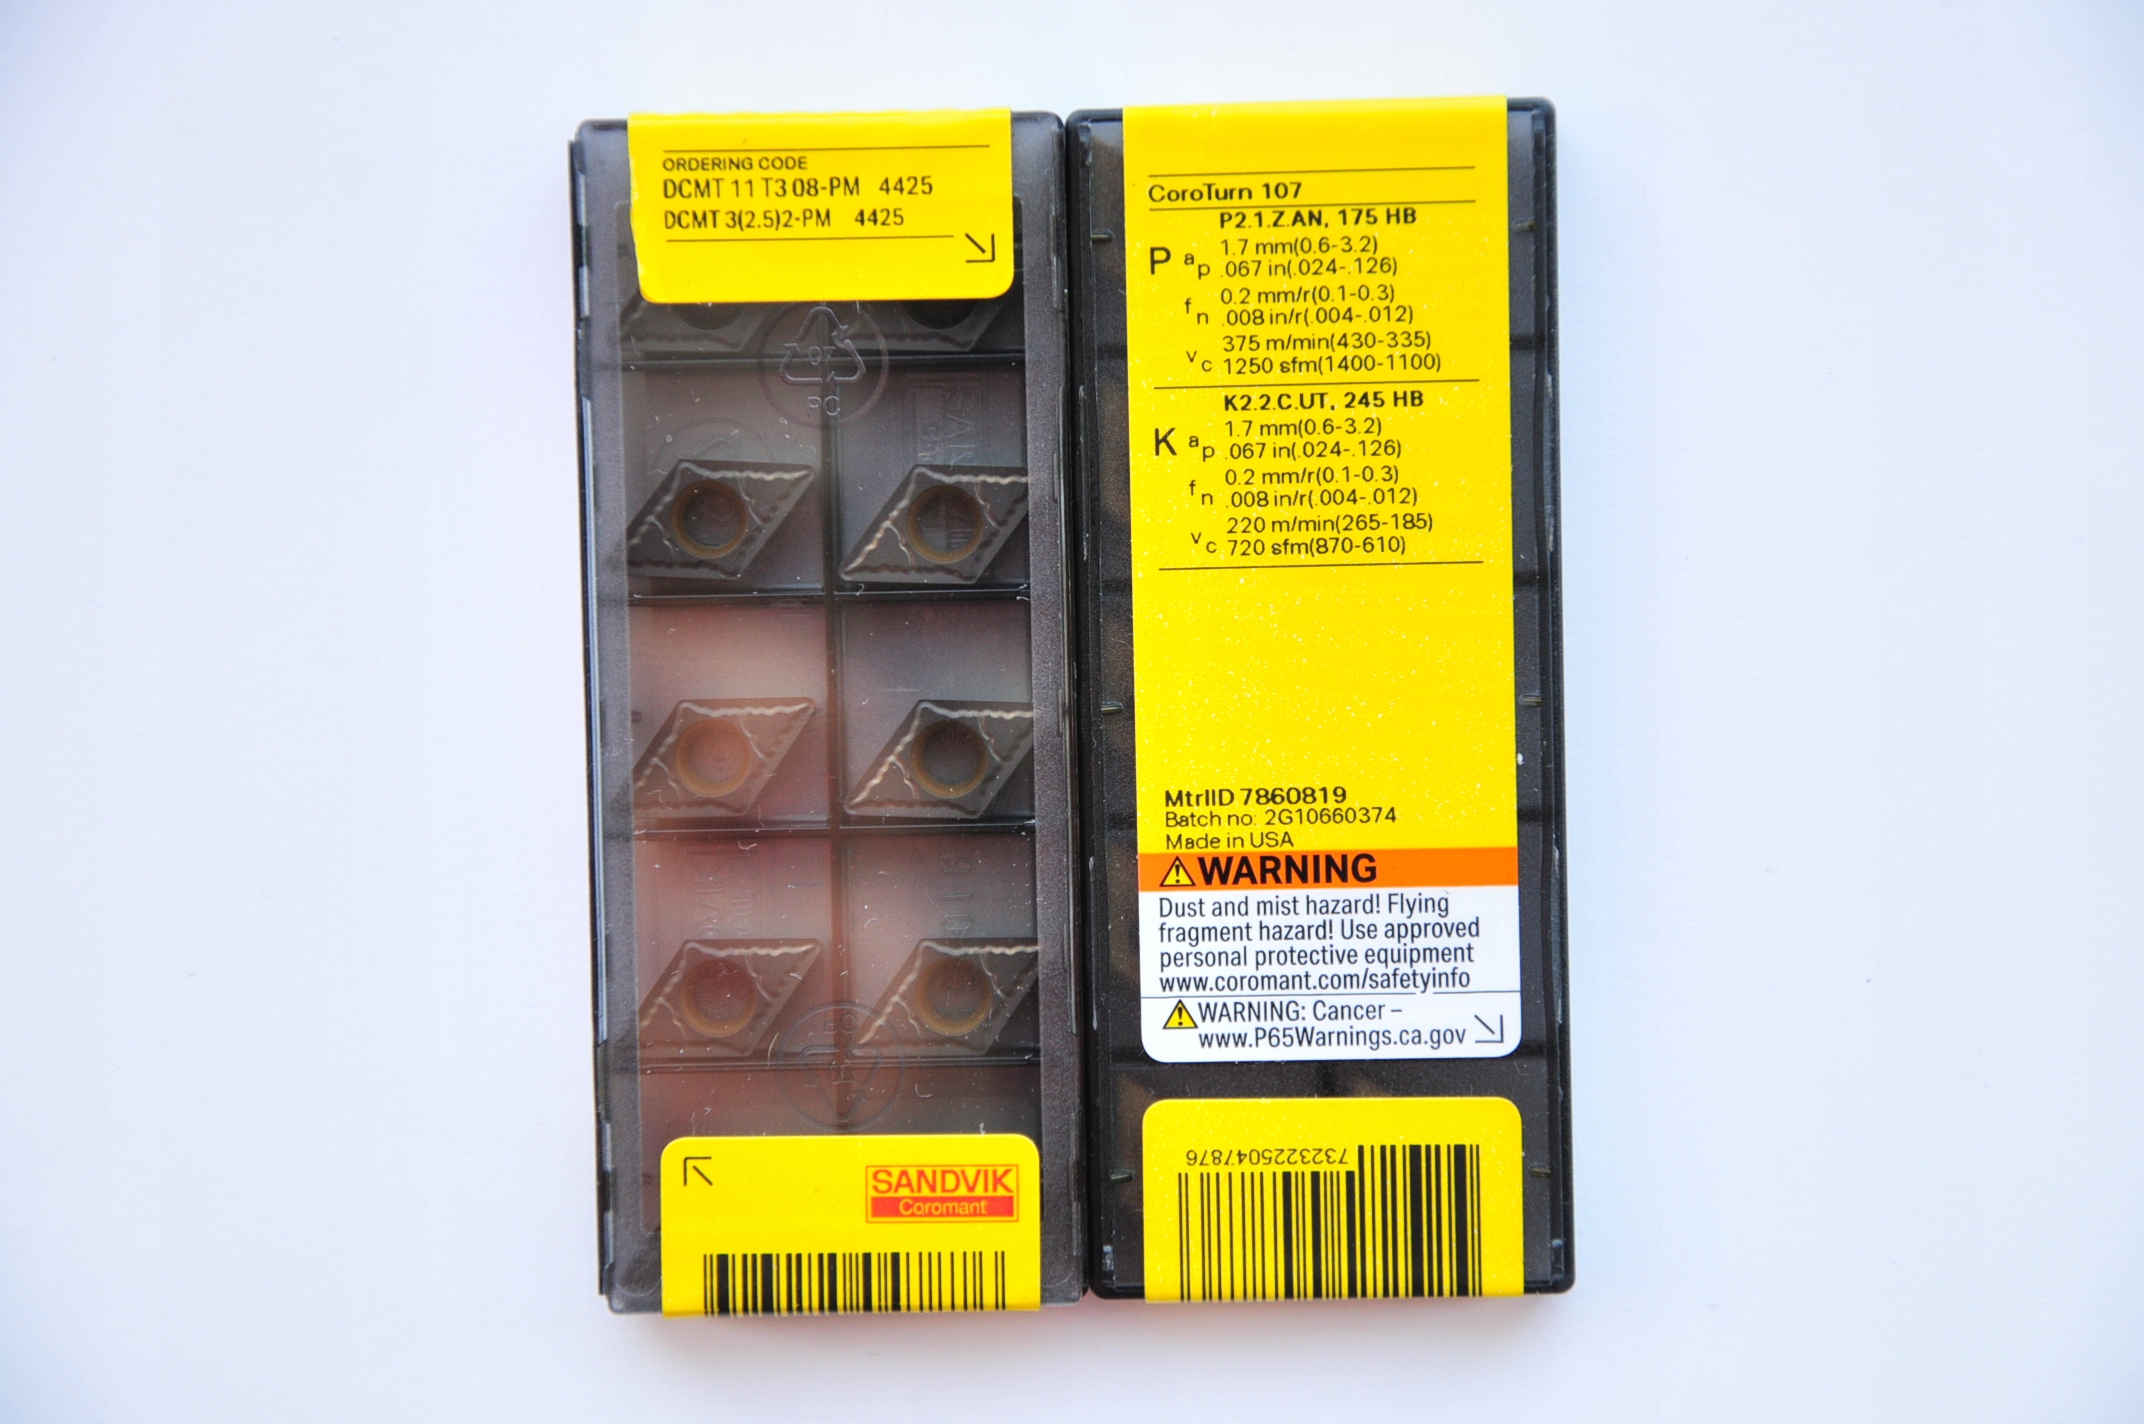 ORDERING CODE
DCMT 11 T3 08-PM 4425
DCMT 3(2.5)2-PM 4425
PC
SANDVIK
Coromant
CoroTurn 107
P2.1.Z.AN, 175 HB
P ap 1.7 mm(0.6-3.2)
.067 in(.024-.126)
fn 0.2 mm/r(0.1-0.3)
.008 in/r(.004-.012)
vc 375 m/min(430-335)
1250 sfm(1400-1100)
K2.2.C.UT, 245 HB
K ap 1.7 mm(0.6-3.2)
.067 in(.024-.126)
fn 0.2 mm/r(0.1-0.3)
.008 in/r(.004-.012)
vc 220 m/min(265-185)
720 sfm(870-610)
MtrlID 7860819
Batch no: 2G10660374
Made in USA
WARNING
Dust and mist hazard! Flying
fragment hazard! Use approved
personal protective equipment
www.coromant.com/safetyinfo
WARNING: Cancer –
www.P65Warnings.ca.gov
7323225047876